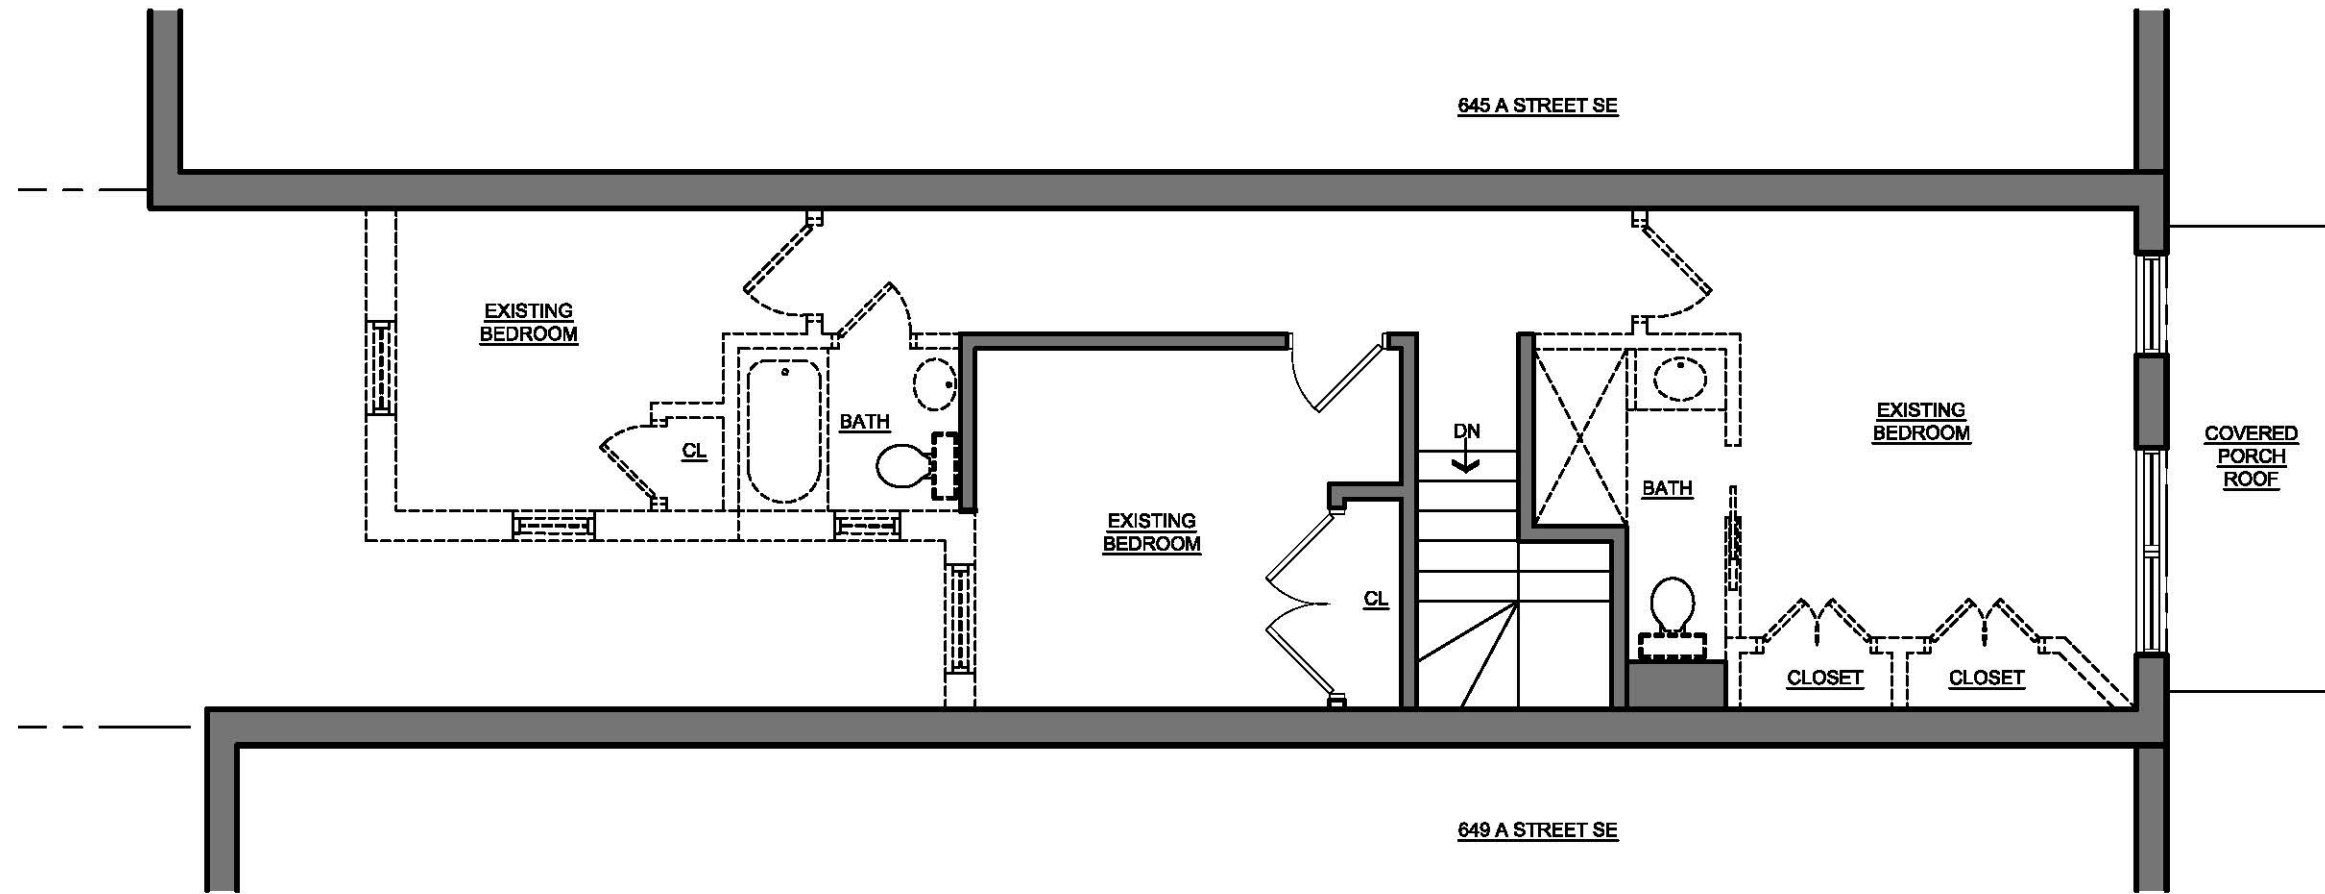 645 A STREET SE
EXISTING
BEDROOM
BATH
CL
EXISTING
BEDROOM
CL
DN
BATH
EXISTING
BEDROOM
CLOSET
CLOSET
COVERED
PORCH
ROOF
649 A STREET SE